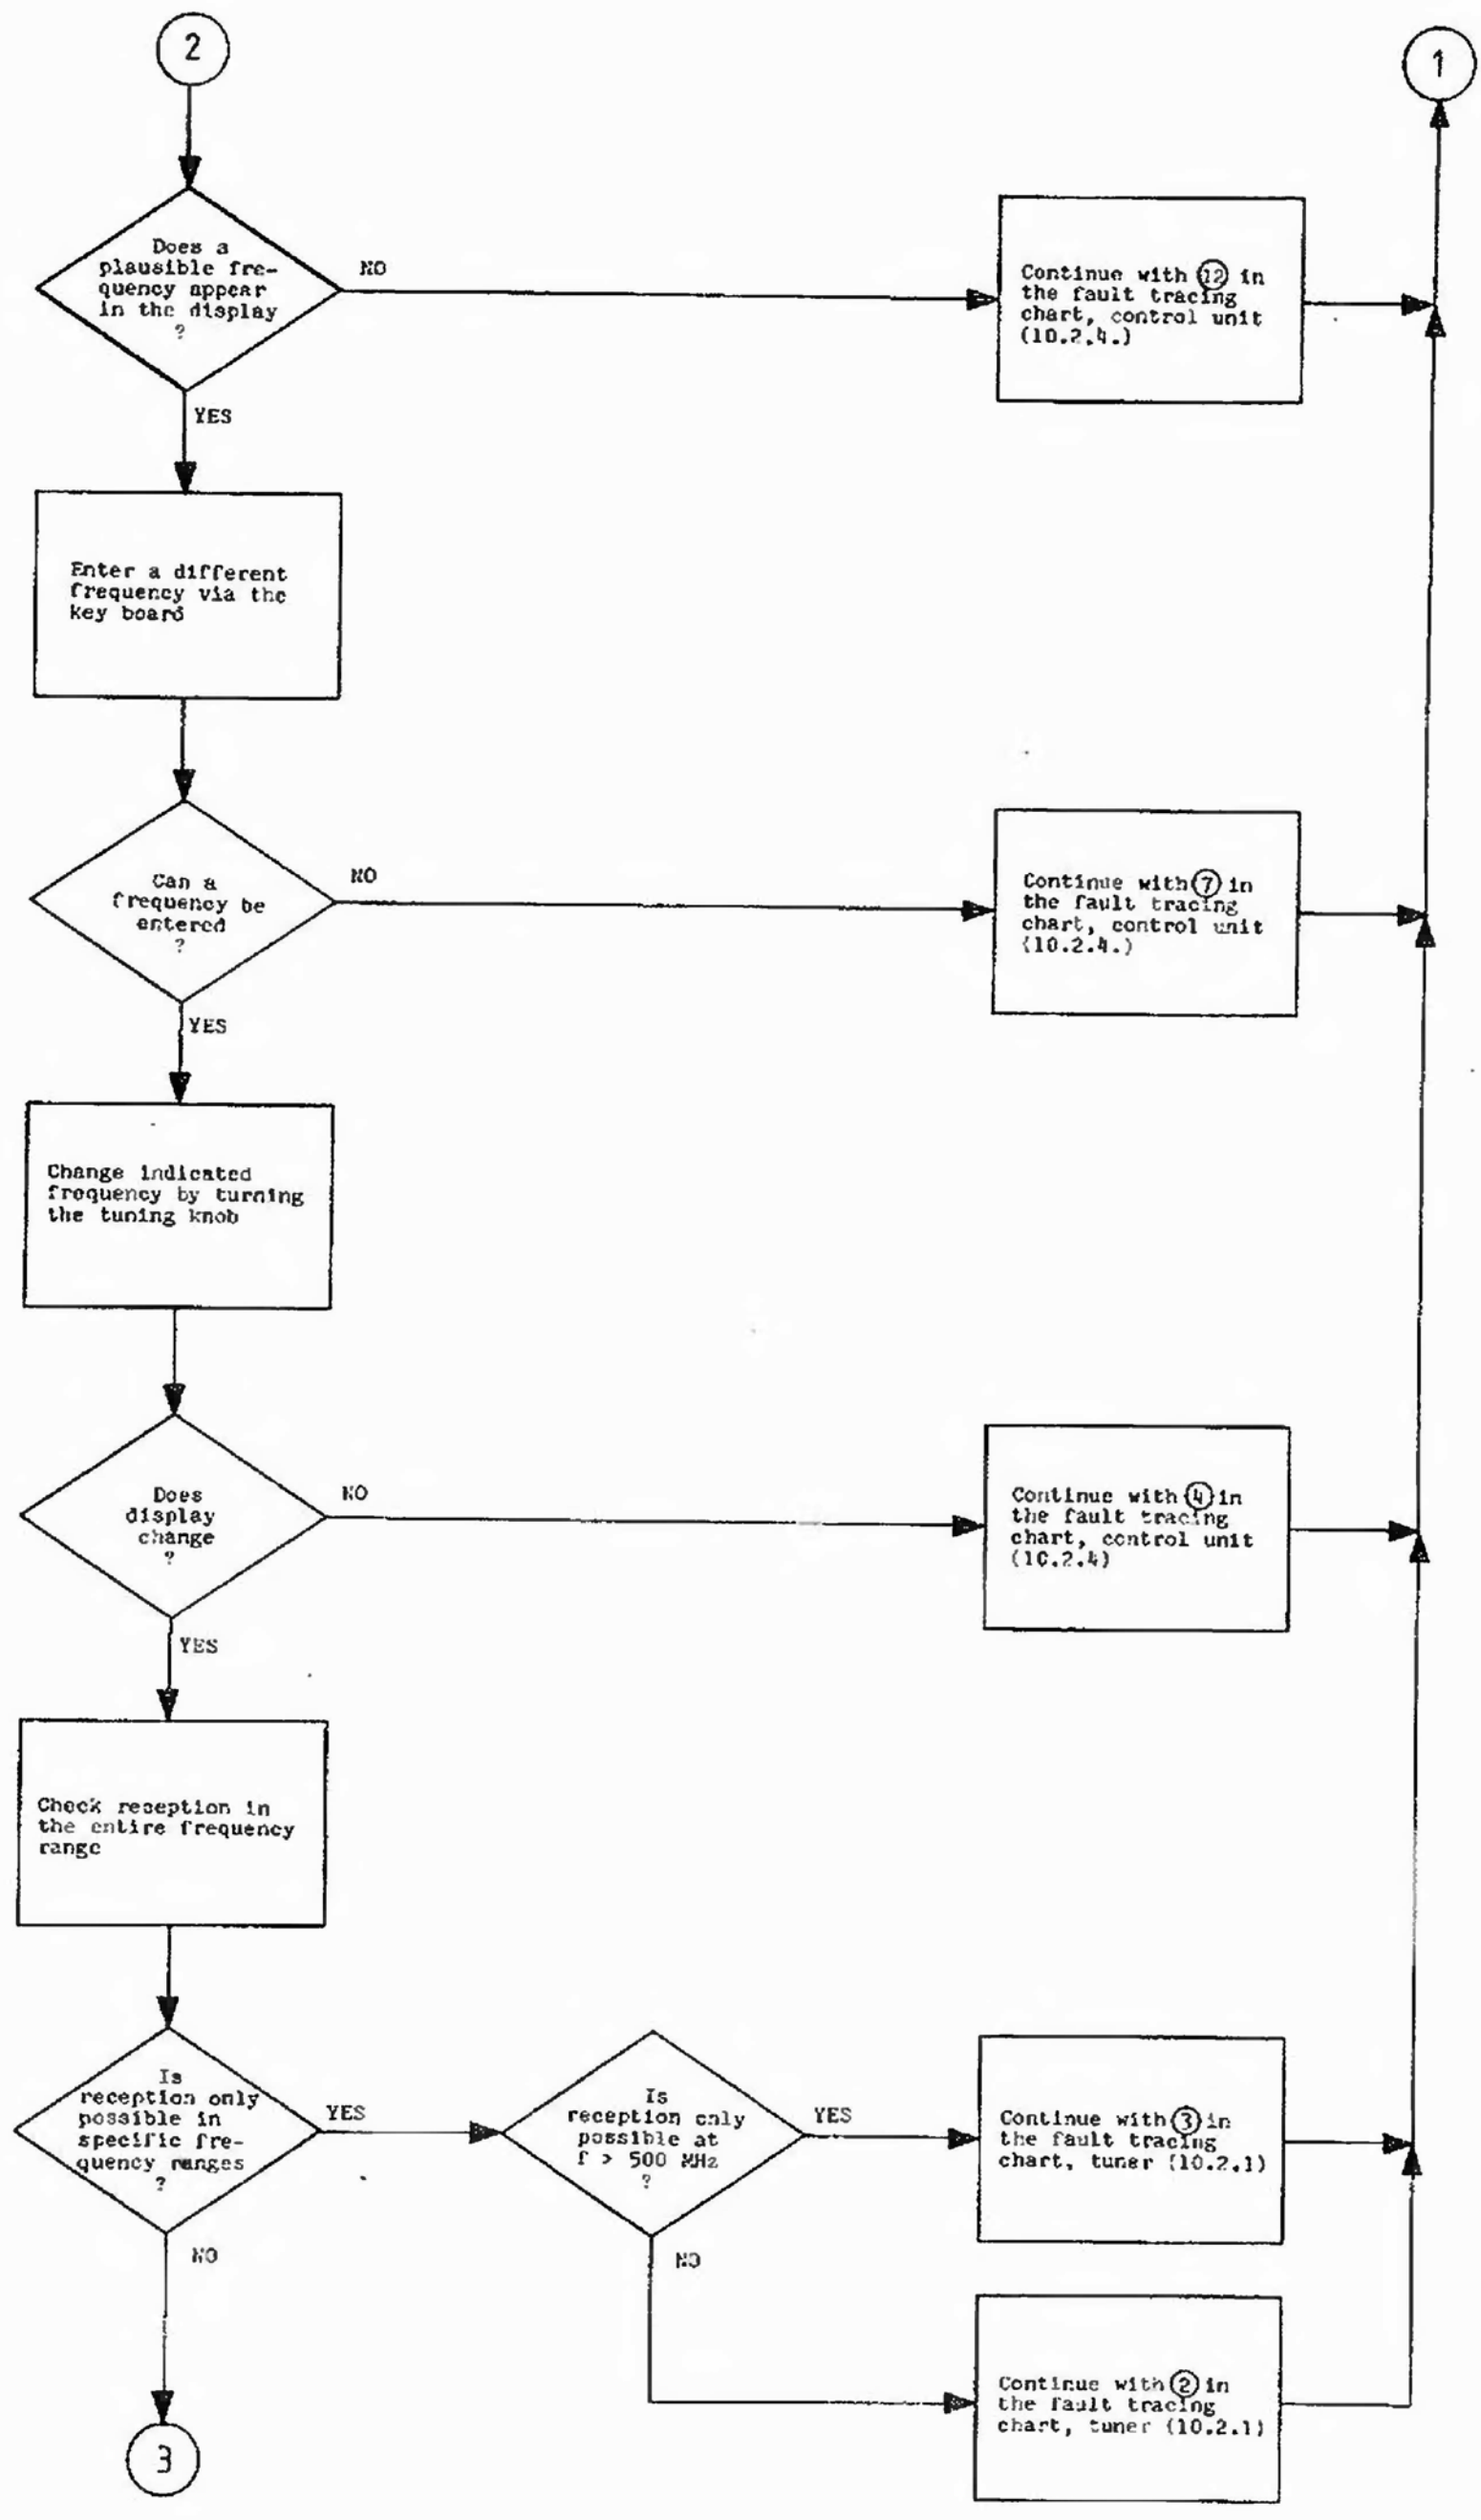 2
1
Does a
plausible fre-
quency appear
in the display
?
NO
Continue with 12 in
the fault tracing
chart, control unit
(10.2.4.)
YES
Enter a different
frequency via the
key board
Can a
frequency be
entered
?
NO
Continue with 7 in
the fault tracing
chart, control unit
(10.2.4.)
YES
Change indicated
frequency by turning
the tuning knob
Does
display
change
?
NO
Continue with 4 in
the fault tracing
chart, control unit
(10.2.4)
YES
Check reception in
the entire frequency
range
Is
reception only
possible in
specific fre-
quency ranges
?
YES
Is
reception only
possible at
f > 500 MHz
?
YES
Continue with 3 in
the fault tracing
chart, tuner (10.2.1)
NO
NO
Continue with 2 in
the fault tracing
chart, tuner (10.2.1)
3